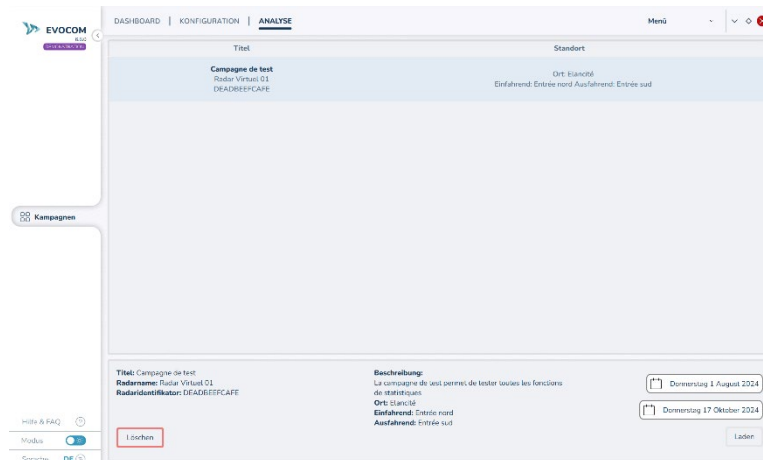 EVOCOM
DASHBOARD | KONFIGURATION | ANALYSE
Menü
Titel
Standort
Campagne de test
Radar Virtuel 01
DEADBEEFCAFE
Ort: Elancité
Einfahrend: Entrée nord Ausfahrend: Entrée sud
Kampagnen
Titel: Campagne de test
Radarname: Radar Virtuel 01
Radaridentifikator: DEADBEEFCAFE
Beschreibung:
La campagne de test permet de tester toutes les fonctions
de statistiques
Ort: Elancité
Einfahrend: Entrée nord
Ausfahrend: Entrée sud
Donnerstag 1 August 2024
Donnerstag 17 Oktober 2024
Löschen
Laden
Hilfe & FAQ
Modus
Sprache DE